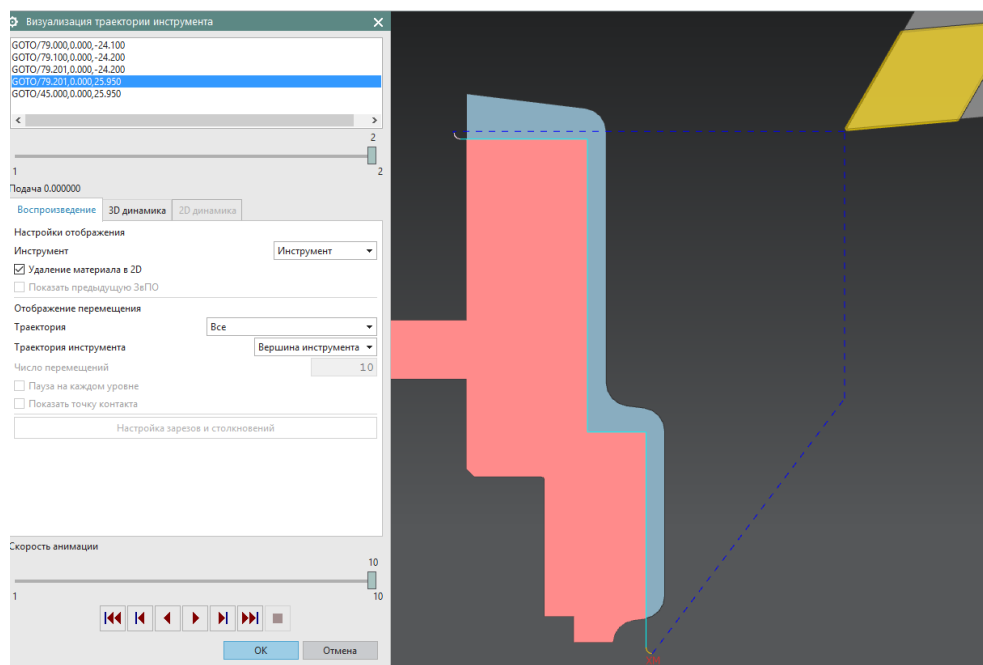 Визуализация траектории инструмента
GOTO/79.000,0.000,-24.100
GOTO/79.100,0.000,-24.200
GOTO/79.201,0.000,-24.200
GOTO/79.201,0.000,25.950
GOTO/45.000,0.000,25.950
2
1 2
Подача 0.000000
Воспроизведение 3D динамика 2D динамика
Настройки отображения
Инструмент Инструмент
Удаление материала в 2D
Показать предыдущую ЗвПО
Отображение перемещения
Траектория Все
Траектория инструмента Вершина инструмента
Число перемещений 10
Пауза на каждом уровне
Показать точку контакта
Настройка зарезов и столкновений
Скорость анимации
10
1 10
OK Отмена